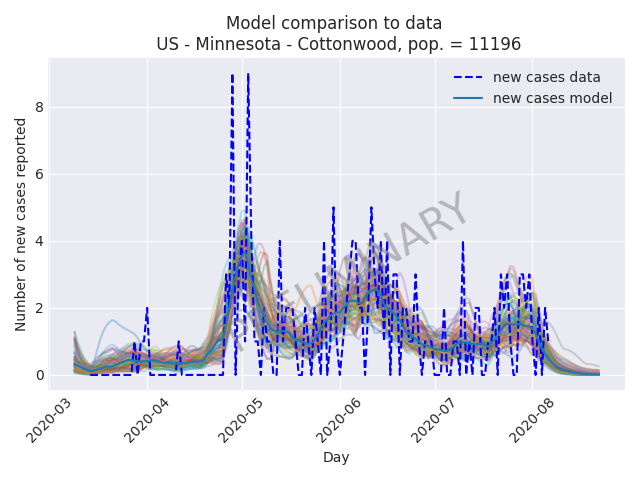 Model comparison to data
US - Minnesota - Cottonwood, pop. = 11196
new cases data
new cases model
PRELIMINARY
Number of new cases reported
8
6
4
2
0
2020-03
2020-04
2020-05
2020-06
2020-07
2020-08
Day